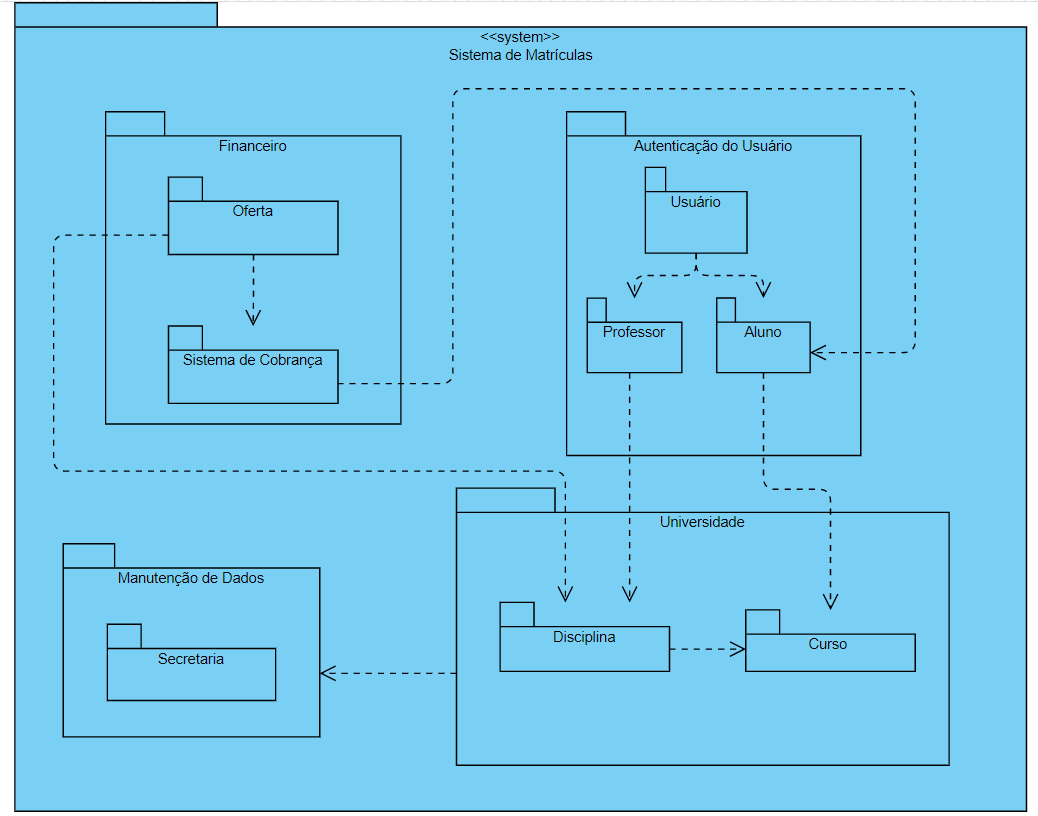 <<system>>
Sistema de Matrículas
Financeiro
Oferta
Sistema de Cobrança
Autenticação do Usuário
Usuário
Professor
Aluno
Universidade
Disciplina
Curso
Manutenção de Dados
Secretaria